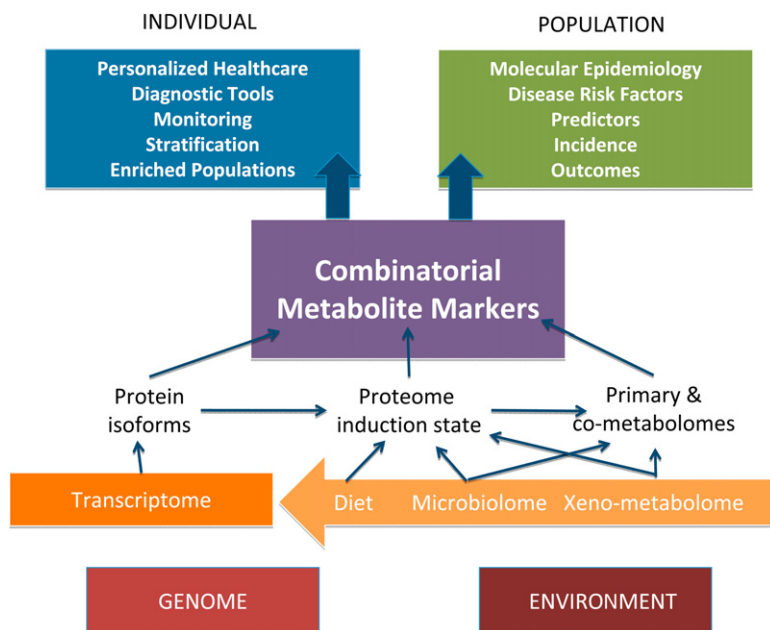 INDIVIDUAL
Personalized Healthcare
Diagnostic Tools
Monitoring
Stratification
Enriched Populations
POPULATION
Molecular Epidemiology
Disease Risk Factors
Predictors
Incidence
Outcomes
Combinatorial
Metabolite Markers
Protein
isoforms
Proteome
induction state
Primary &
co-metabolomes
Transcriptome
Diet
Microbiolome
Xeno-metabolome
GENOME
ENVIRONMENT